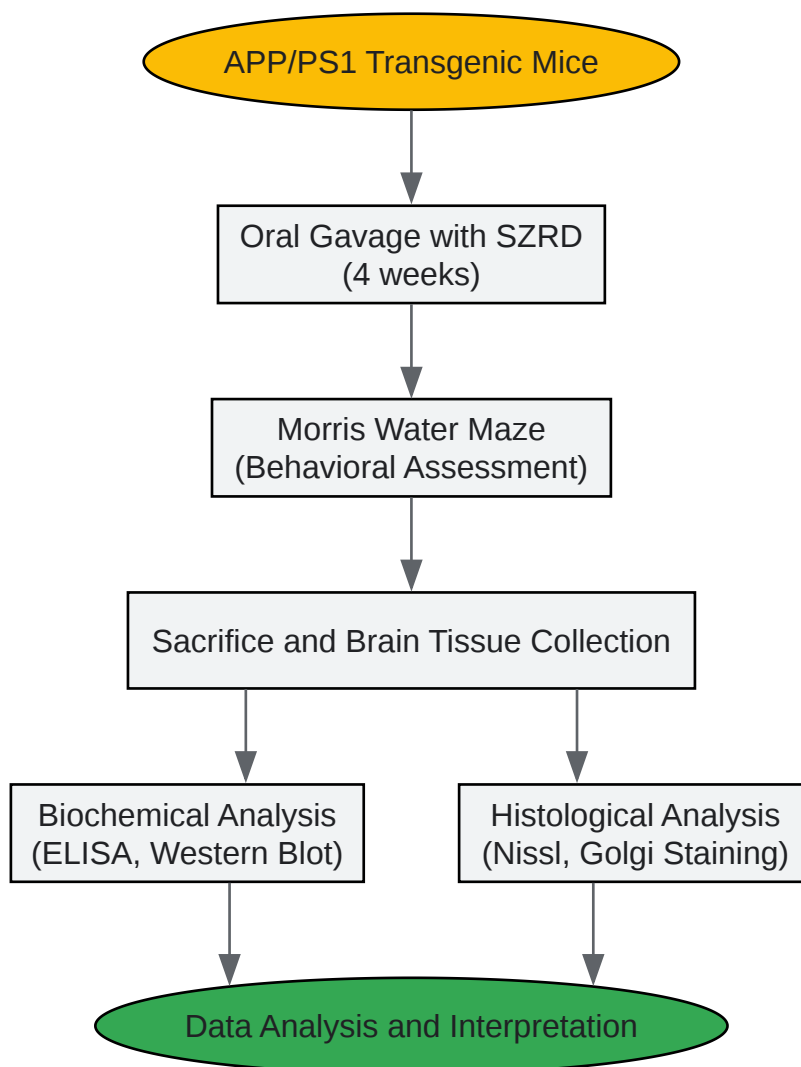 APP/PS1 Transgenic Mice
Oral Gavage with SZRD
(4 weeks)
Morris Water Maze
(Behavioral Assessment)
Sacrifice and Brain Tissue Collection
Biochemical Analysis
(ELISA, Western Blot)
Histological Analysis
(Nissl, Golgi Staining)
Data Analysis and Interpretation